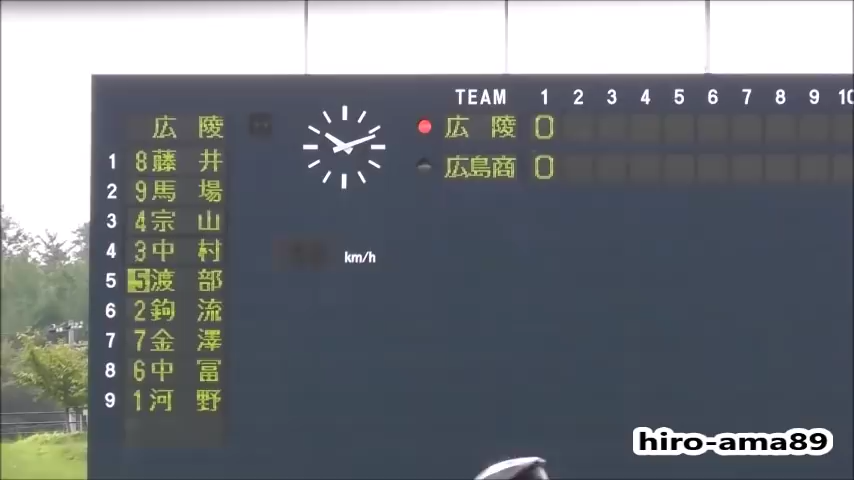 TEAM 1 2 3 4 5 6 7 8 9 10
広陵 0
広島商 0
広陵
1 8 藤井
2 9 馬場
3 4 宗山
4 3 中村
5 5 渡部
6 2 鉤流
7 7 金澤
8 6 中冨
9 1 河野
km/h
hiro-ama89